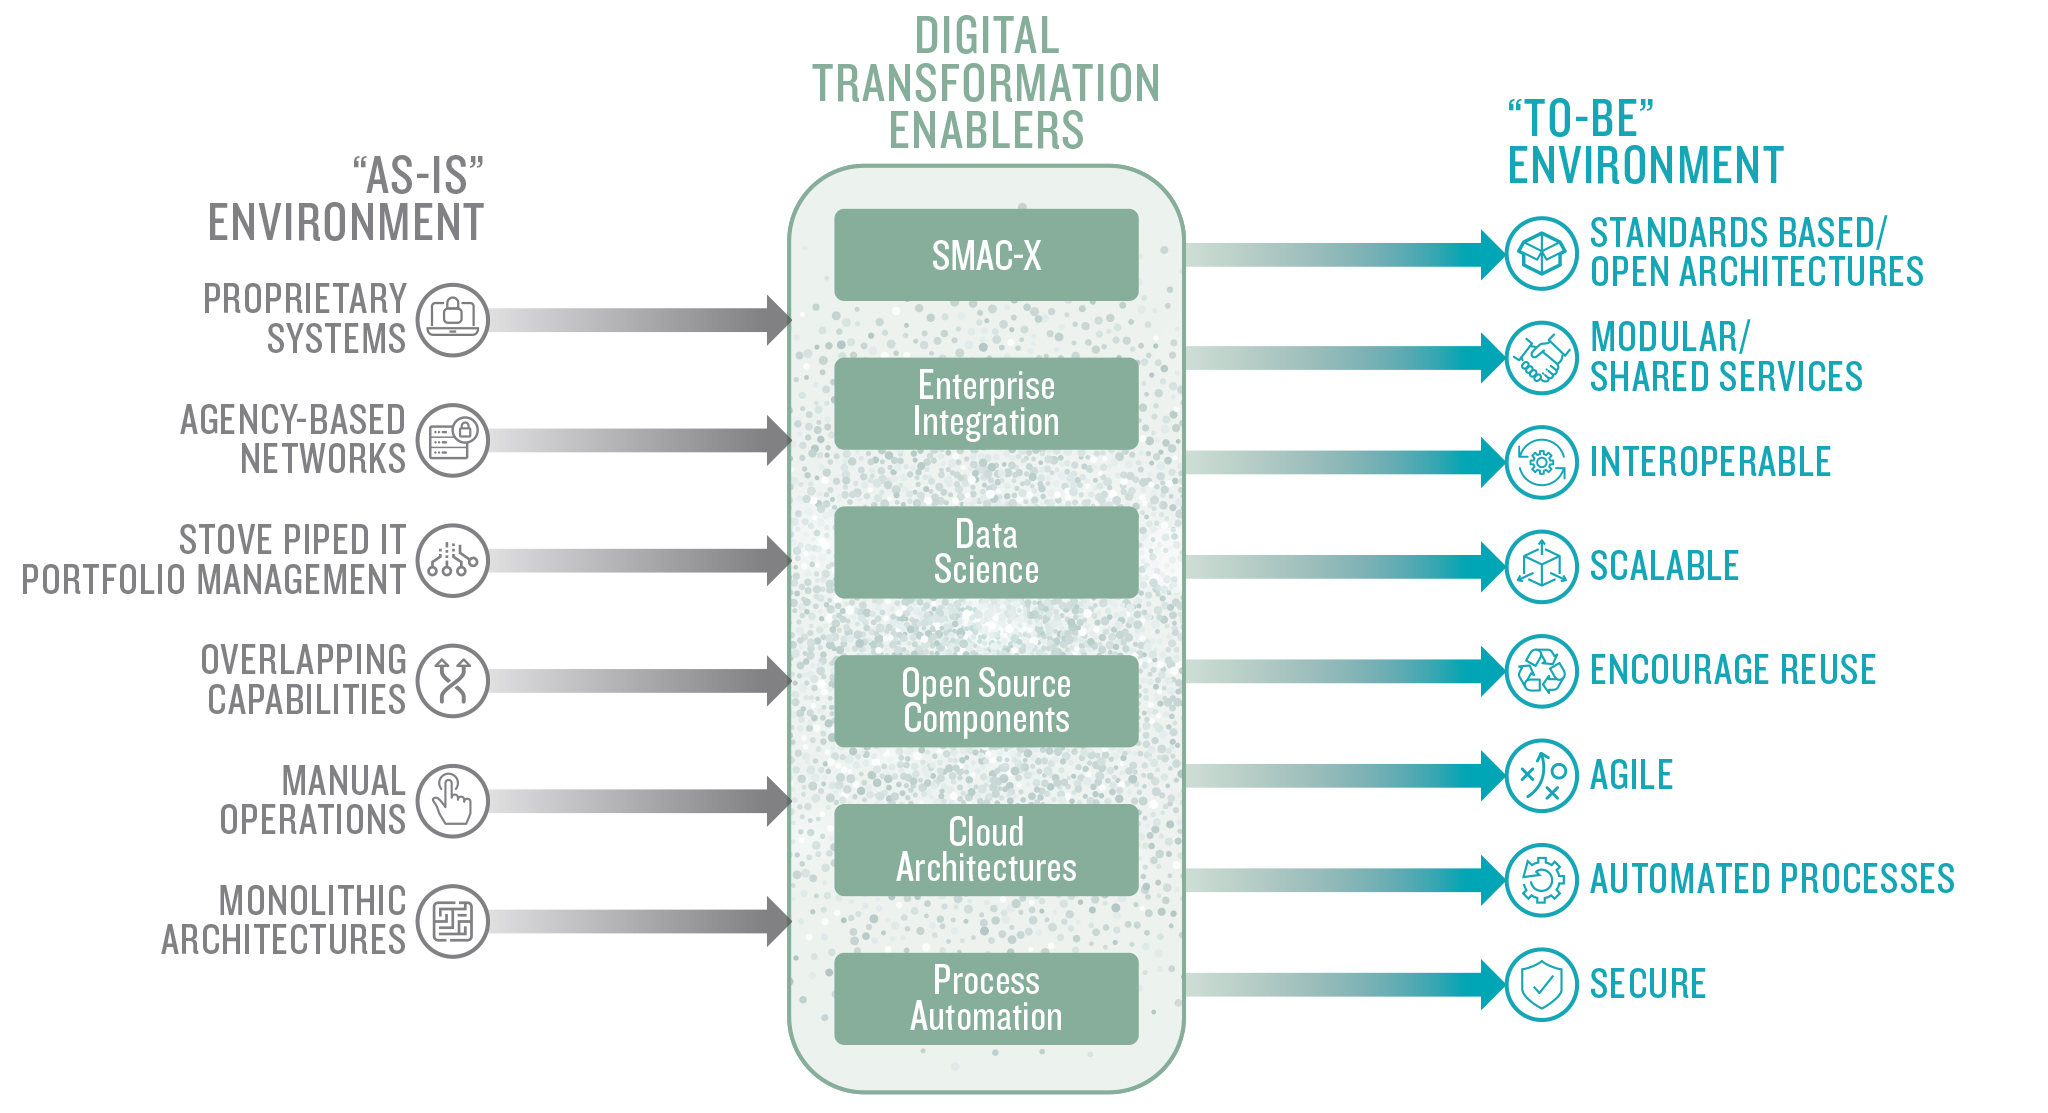 “AS-IS”
ENVIRONMENT
PROPRIETARY
SYSTEMS
AGENCY-BASED
NETWORKS
STOVE PIPED IT
PORTFOLIO MANAGEMENT
OVERLAPPING
CAPABILITIES
MANUAL
OPERATIONS
MONOLITHIC
ARCHITECTURES
DIGITAL
TRANSFORMATION
ENABLERS
SMAC-X
Enterprise
Integration
Data
Science
Open Source
Components
Cloud
Architectures
Process
Automation
“TO-BE”
ENVIRONMENT
STANDARDS BASED/
OPEN ARCHITECTURES
MODULAR/
SHARED SERVICES
INTEROPERABLE
SCALABLE
ENCOURAGE REUSE
AGILE
AUTOMATED PROCESSES
SECURE